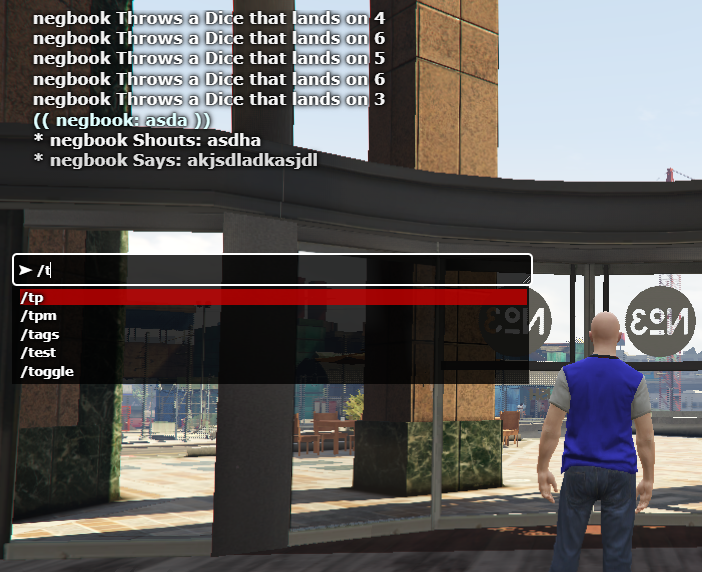 negbook Throws a Dice that lands on 4
negbook Throws a Dice that lands on 6
negbook Throws a Dice that lands on 5
negbook Throws a Dice that lands on 6
negbook Throws a Dice that lands on 3
(( negbook: asda ))
* negbook Shouts: asdha
* negbook Says: akjsdladkasjdl
➤ /t
/tp
/tpm
/tags
/test
/toggle
Nº3
Nº3